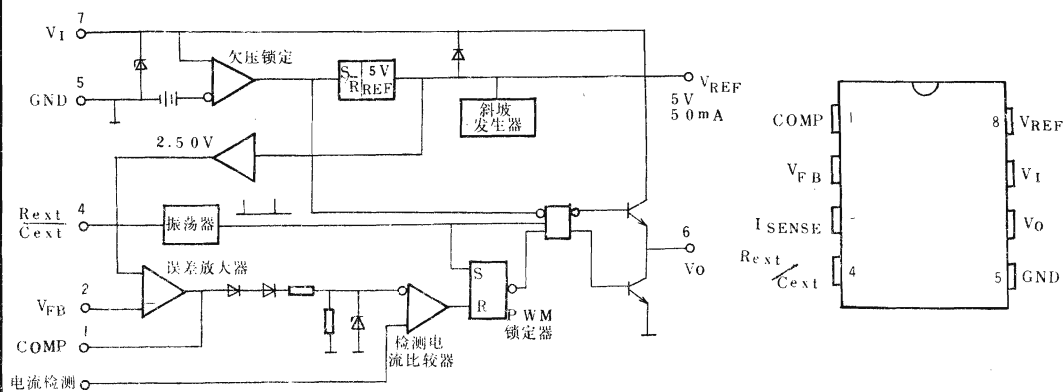 7
V_I
欠压锁定
5
GND
S
R̅
5V
REF
V_REF
5V
50mA
斜坡
发生器
2.50V
Rext
Cext
4
振荡器
6
Vo
误差放大器
2
V_FB
−
1
COMP
S
R
PWM
锁定器
检测电
流比较器
电流检测
COMP
1
8
V_REF
V_FB
V_I
I_SENSE
Vo
Rext
Cext
4
5
GND